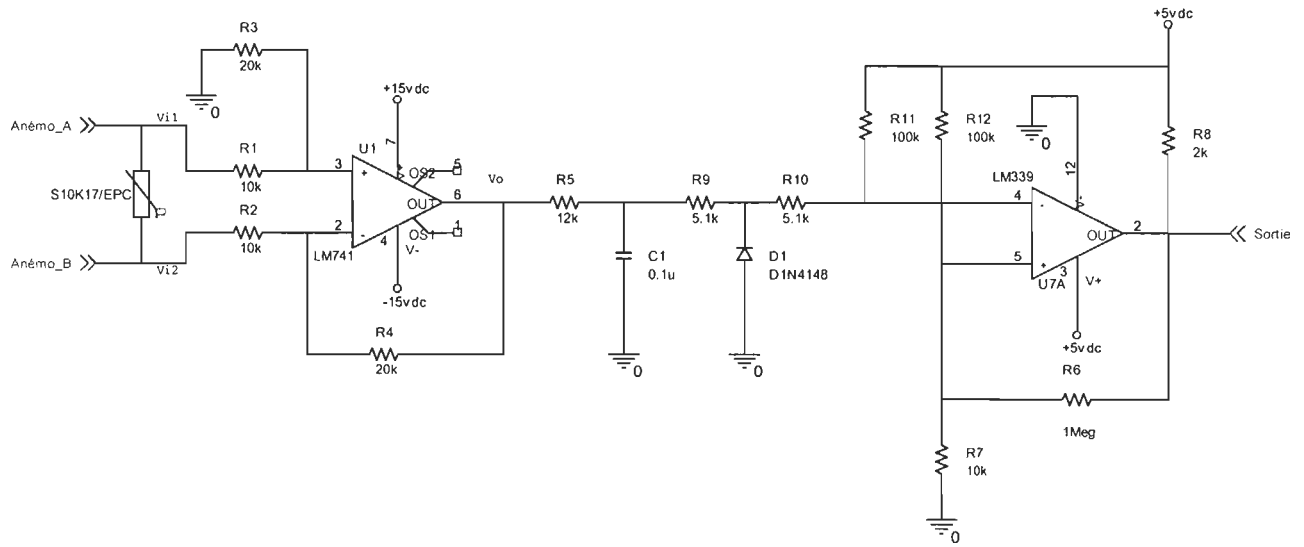 +5vdc
R3
20k
0
+15vdc
Anémo_A
Vi1
7
R11
100k
R12
100k
0
R8
2k
R1
10k
U1
5
OS2
3
+
V+
S10K17/EPC
Vo
R5
12k
R9
5.1k
R10
5.1k
12
LM339
V-
4
-
OUT
6
OUT
2
Sortie
R2
10k
2
-
OS1
1
4
V-
LM741
C1
0.1u
D1
D1N4148
5
+
3
U7A
V+
Anémo_B
Vi2
-15vdc
+5vdc
R4
20k
0
0
R6
1Meg
R7
10k
0